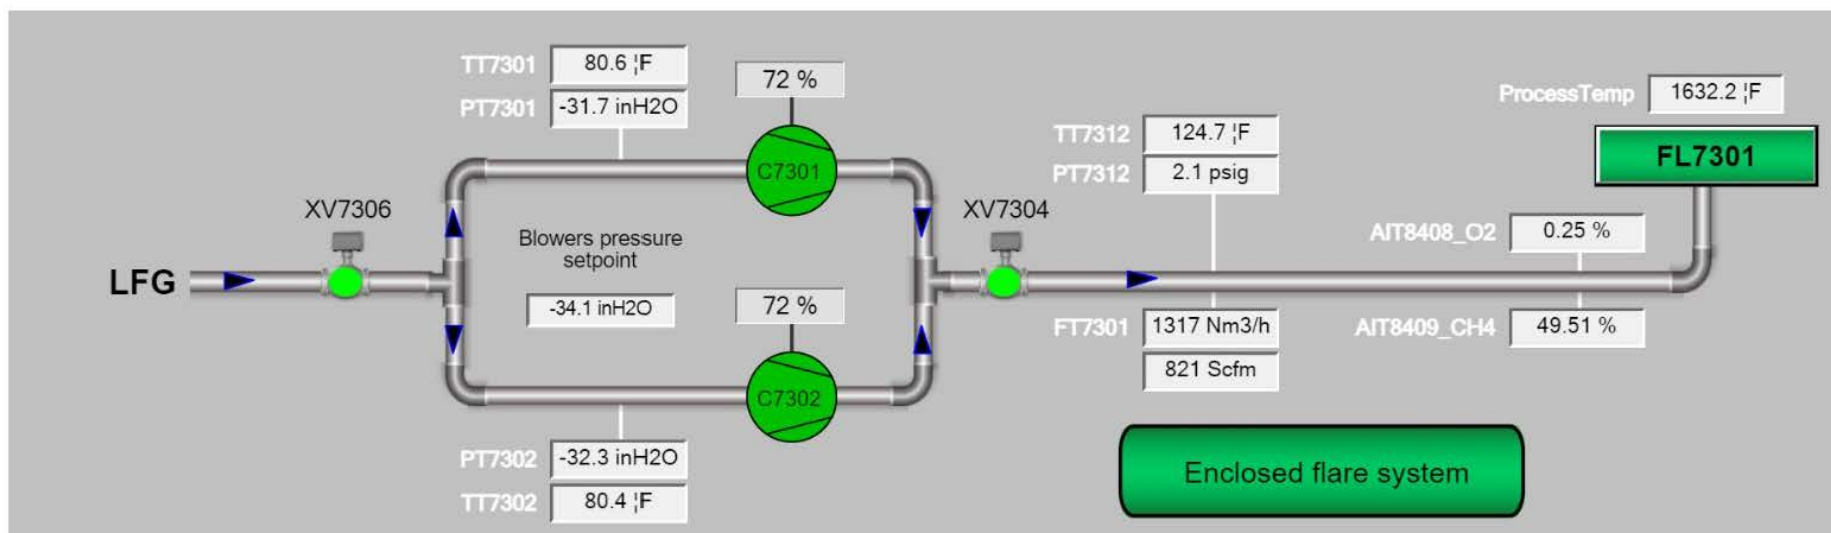 TT7301 80.6 ¦F
PT7301 -31.7 inH2O
72 %
C7301
XV7306
LFG
Blowers pressure
setpoint
-34.1 inH2O
72 %
C7302
PT7302 -32.3 inH2O
TT7302 80.4 ¦F
XV7304
TT7312 124.7 ¦F
PT7312 2.1 psig
FT7301 1317 Nm3/h
821 Scfm
ProcessTemp 1632.2 ¦F
FL7301
AIT8408_O2 0.25 %
AIT8409_CH4 49.51 %
Enclosed flare system